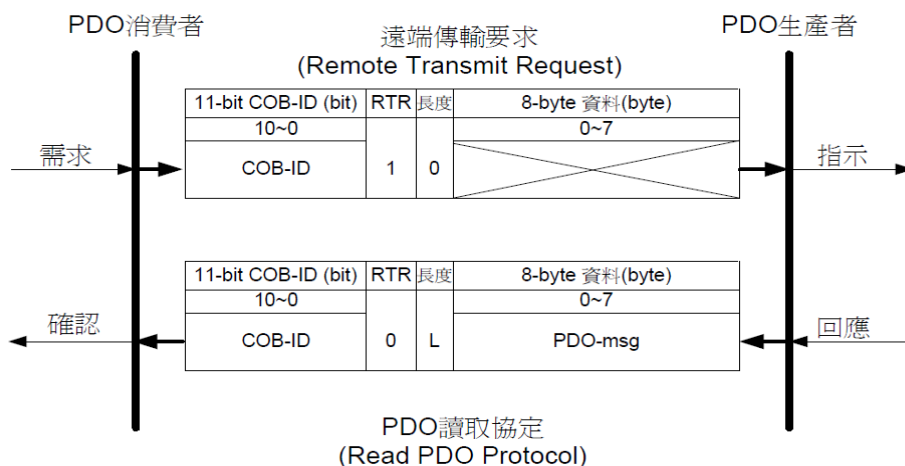 PDO消費者
遠端傳輸要求
(Remote Transmit Request)
PDO生產者
11-bit COB-ID (bit) RTR 長度 8-byte 資料(byte)
10~0 0~7
需求
COB-ID 1 0
指示
11-bit COB-ID (bit) RTR 長度 8-byte 資料(byte)
10~0 0~7
確認
COB-ID 0 L PDO-msg
回應
PDO讀取協定
(Read PDO Protocol)